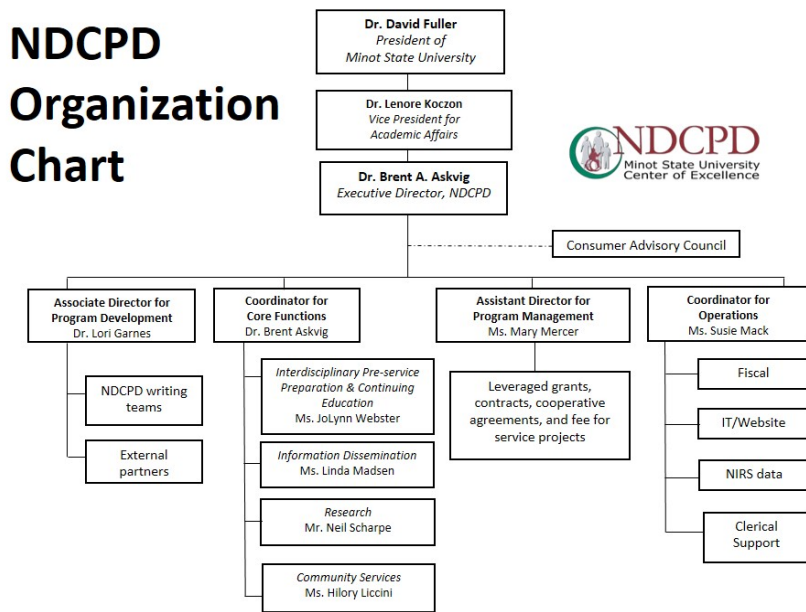 NDCPD
Organization
Chart
Dr. David Fuller
President of
Minot State University
Dr. Lenore Koczon
Vice President for
Academic Affairs
Dr. Brent A. Askvig
Executive Director, NDCPD
NDCPD
Minot State University
Center of Excellence
Consumer Advisory Council
Associate Director for
Program Development
Dr. Lori Garnes
NDCPD writing
teams
External
partners
Coordinator for
Core Functions
Dr. Brent Askvig
Interdisciplinary Pre-service
Preparation & Continuing
Education
Ms. JoLynn Webster
Information Dissemination
Ms. Linda Madsen
Research
Mr. Neil Scharpe
Community Services
Ms. Hilory Liccini
Assistant Director for
Program Management
Ms. Mary Mercer
Leveraged grants,
contracts, cooperative
agreements, and fee for
service projects
Coordinator for
Operations
Ms. Susie Mack
Fiscal
IT/Website
NIRS data
Clerical
Support